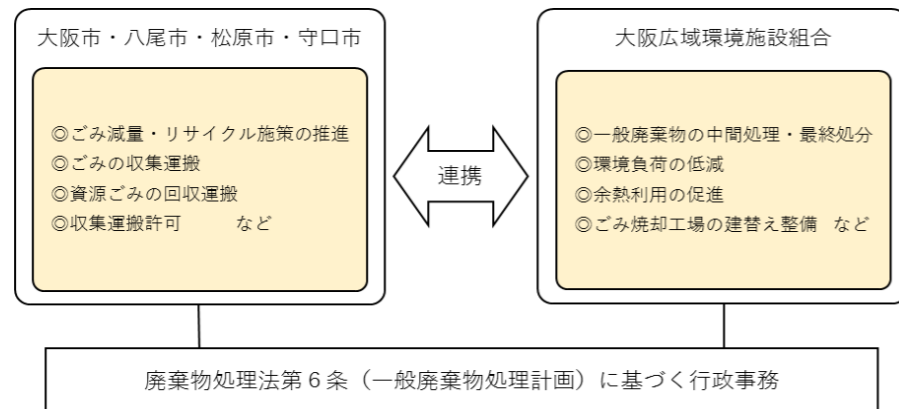 大阪市・八尾市・松原市・守口市
◎ごみ減量・リサイクル施策の推進
◎ごみの収集運搬
◎資源ごみの回収運搬
◎収集運搬許可　　　など
連携
大阪広域環境施設組合
◎一般廃棄物の中間処理・最終処分
◎環境負荷の低減
◎余熱利用の促進
◎ごみ焼却工場の建替え整備　など
廃棄物処理法第６条（一般廃棄物処理計画）に基づく行政事務